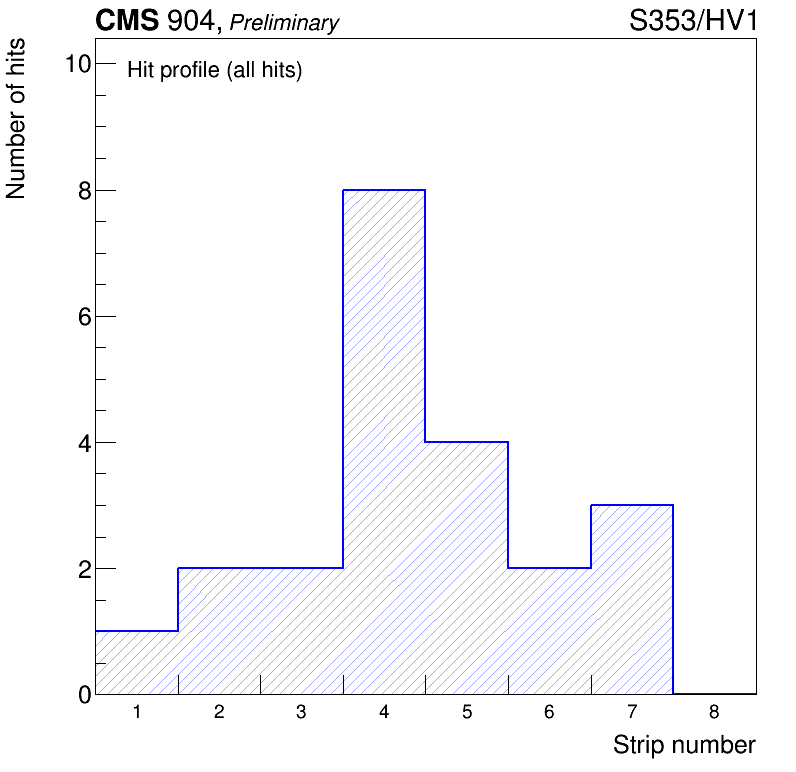 CMS 904, Preliminary
S353/HV1
Number of hits
Hit profile (all hits)
10
8
6
4
2
0
1 2 3 4 5 6 7 8
Strip number